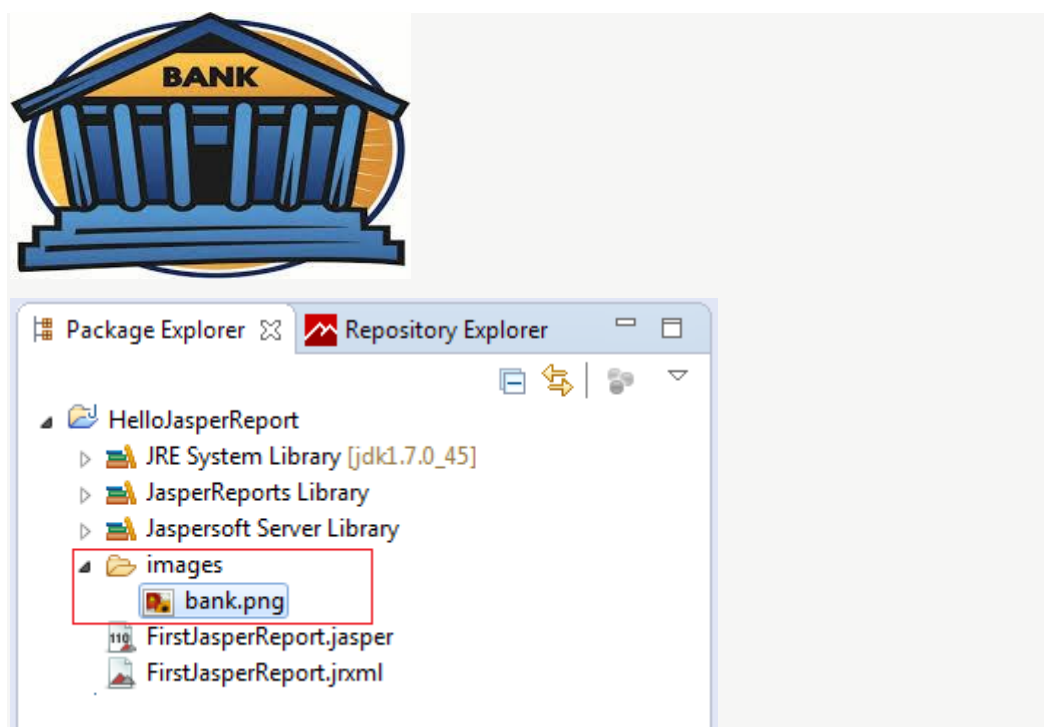 BANK
Package Explorer Repository Explorer
HelloJasperReport
JRE System Library [jdk1.7.0_45]
JasperReports Library
Jaspersoft Server Library
images
bank.png
110 FirstJasperReport.jasper
FirstJasperReport.jrxml